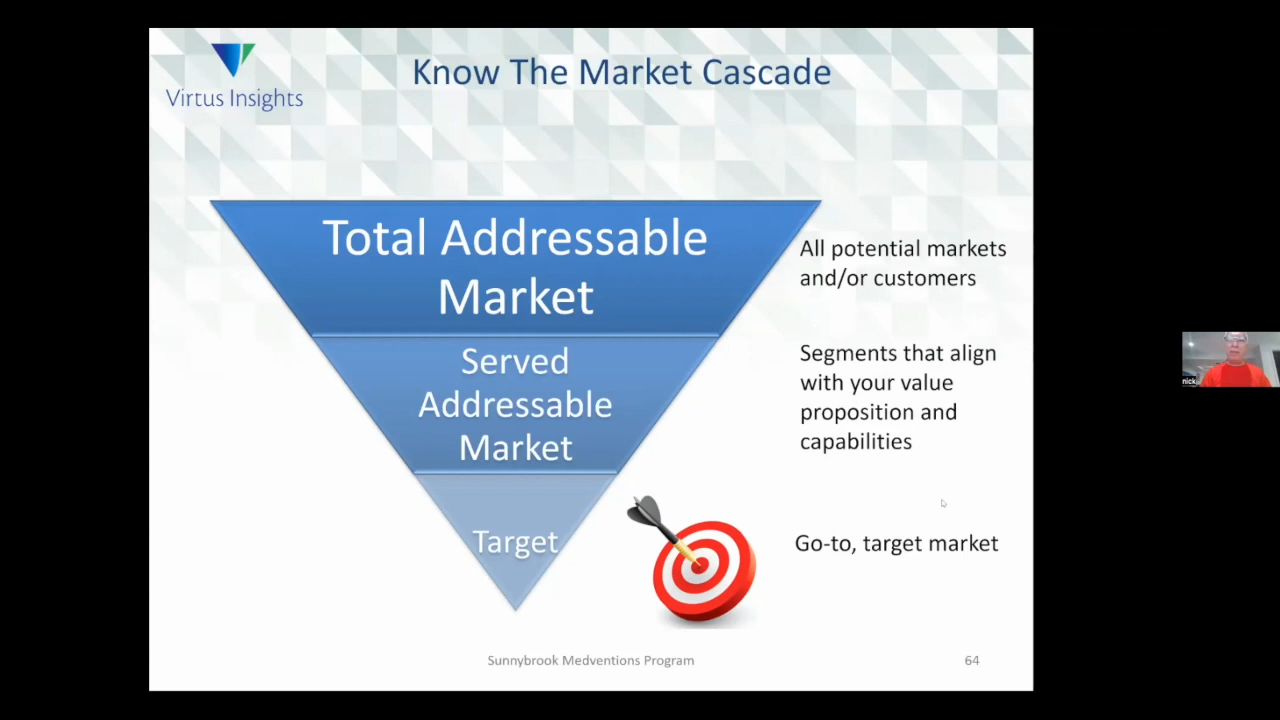 Virtus Insights
Know The Market Cascade
Total Addressable
Market
All potential markets
and/or customers
Served
Addressable
Market
Segments that align
with your value
proposition and
capabilities
Target
Go-to, target market
nick
Sunnybrook Medventions Program
64